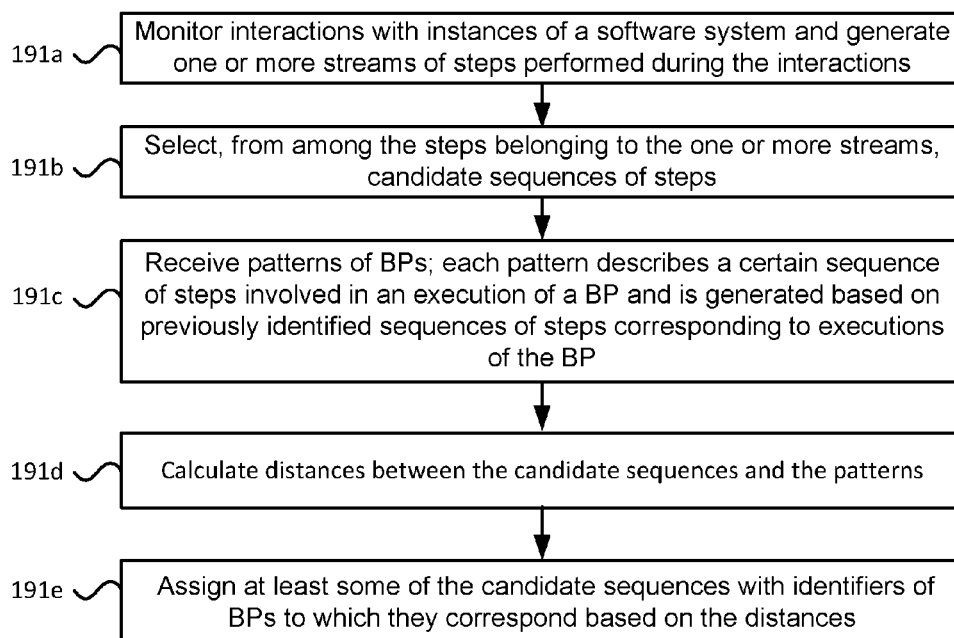 191a
Monitor interactions with instances of a software system and generate
one or more streams of steps performed during the interactions
191b
Select, from among the steps belonging to the one or more streams,
candidate sequences of steps
191c
Receive patterns of BPs; each pattern describes a certain sequence
of steps involved in an execution of a BP and is generated based on
previously identified sequences of steps corresponding to executions
of the BP
191d
Calculate distances between the candidate sequences and the patterns
191e
Assign at least some of the candidate sequences with identifiers of
BPs to which they correspond based on the distances